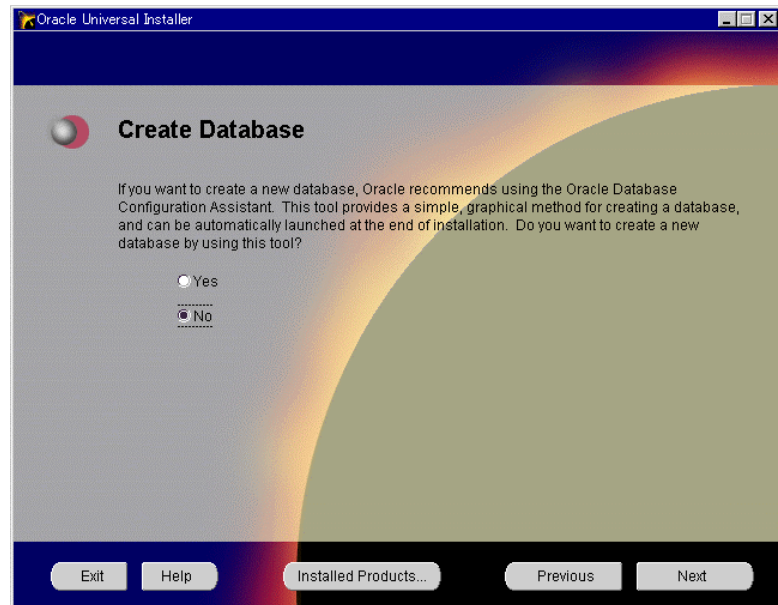 Oracle Universal Installer
Create Database
If you want to create a new database, Oracle recommends using the Oracle Database
Configuration Assistant. This tool provides a simple, graphical method for creating a database,
and can be automatically launched at the end of installation. Do you want to create a new
database by using this tool?
Yes
No
Exit Help Installed Products... Previous Next